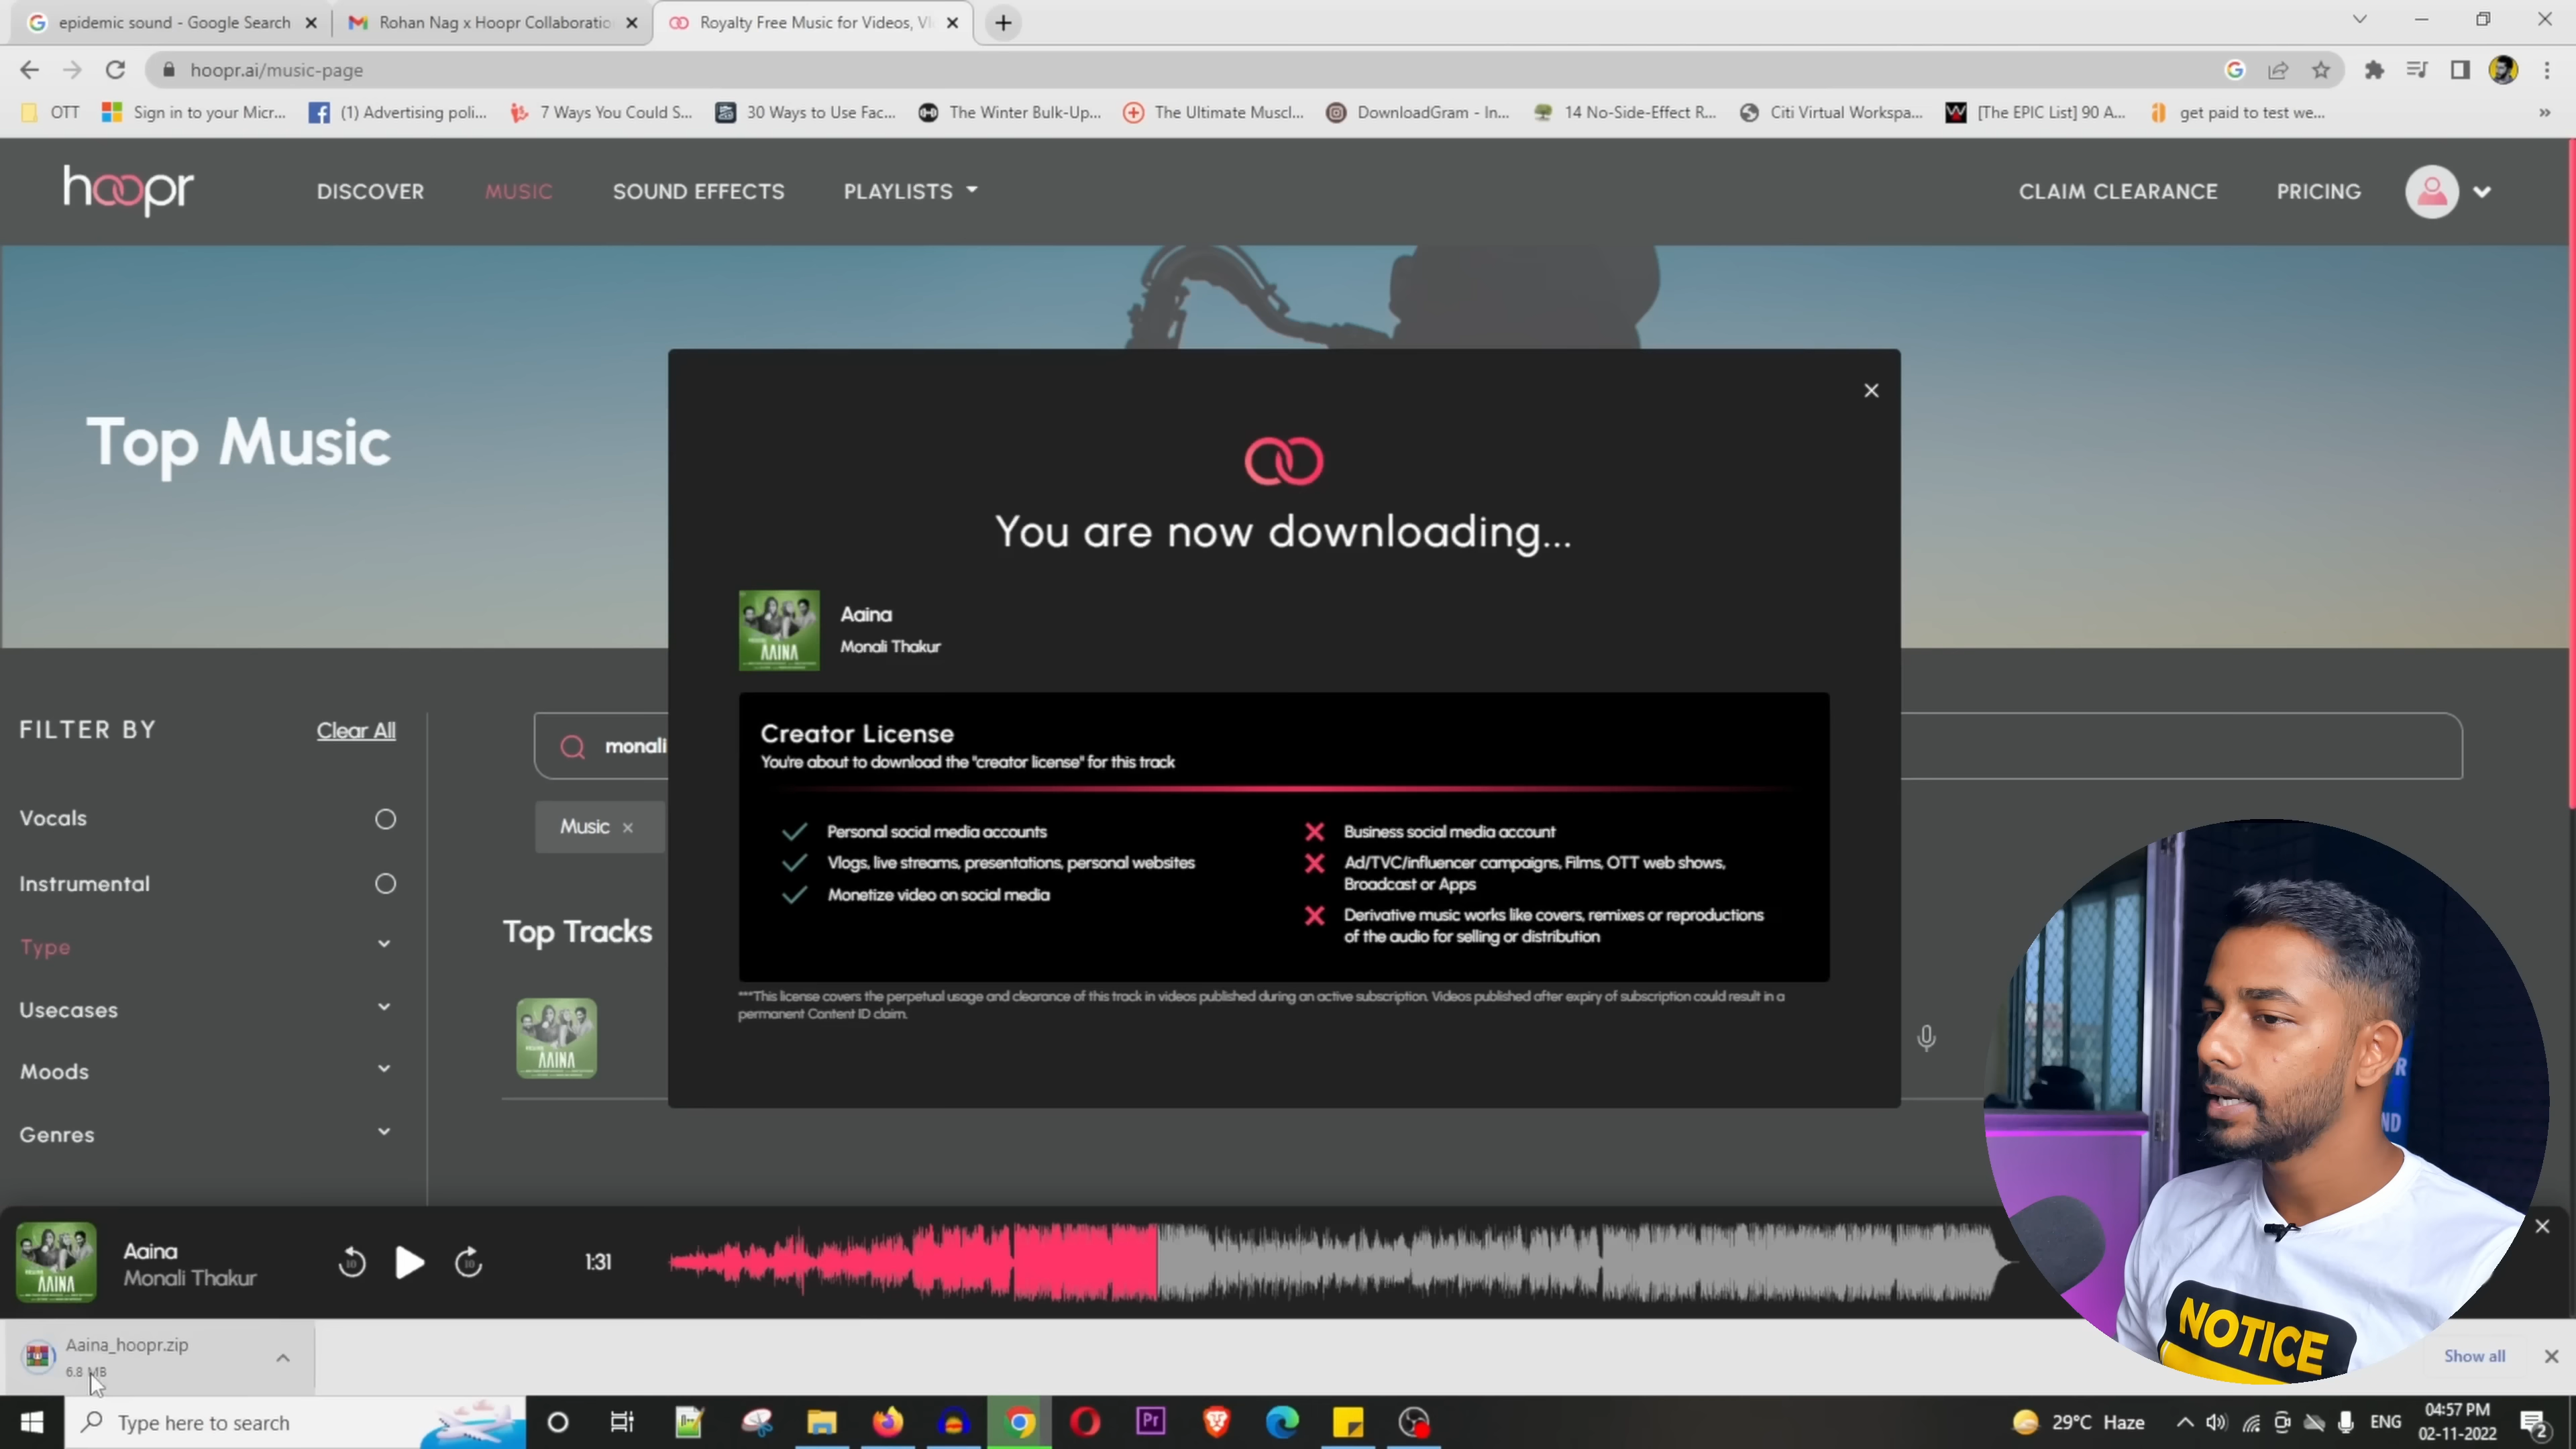 epidemic sound - Google Search
Rohan Nag x Hoopr Collaboratio
Royalty Free Music for Videos, Vl
hoopr.ai/music-page
OTT
Sign in to your Micr...
(1) Advertising poli...
7 Ways You Could S...
30 Ways to Use Fac...
The Winter Bulk-Up...
The Ultimate Muscl...
DownloadGram - In...
14 No-Side-Effect R...
Citi Virtual Workspa...
[The EPIC List] 90 A...
get paid to test we...
hoopr
DISCOVER
MUSIC
SOUND EFFECTS
PLAYLISTS
CLAIM CLEARANCE
PRICING
Top Music
You are now downloading...
AAINA
Aaina
Monali Thakur
Creator License
You're about to download the "creator license" for this track
Personal social media accounts
Vlogs, live streams, presentations, personal websites
Monetize video on social media
Business social media account
Ad/TVC/influencer campaigns, Films, OTT web shows,
Broadcast or Apps
Derivative music works like covers, remixes or reproductions
of the audio for selling or distribution
***This license covers the perpetual usage and clearance of this track in videos published during an active subscription. Videos published after expiry of subscription could result in a
permanent Content ID claim.
FILTER BY
Clear All
Vocals
Instrumental
Type
Usecases
Moods
Genres
monali
Music
Top Tracks
AAINA
AAINA
Aaina
Monali Thakur
10
10
1:31
NOTICE
Aaina_hoopr.zip
6.8 MB
Show all
Type here to search
Pr
29°C Haze
ENG
04:57 PM
02-11-2022
2